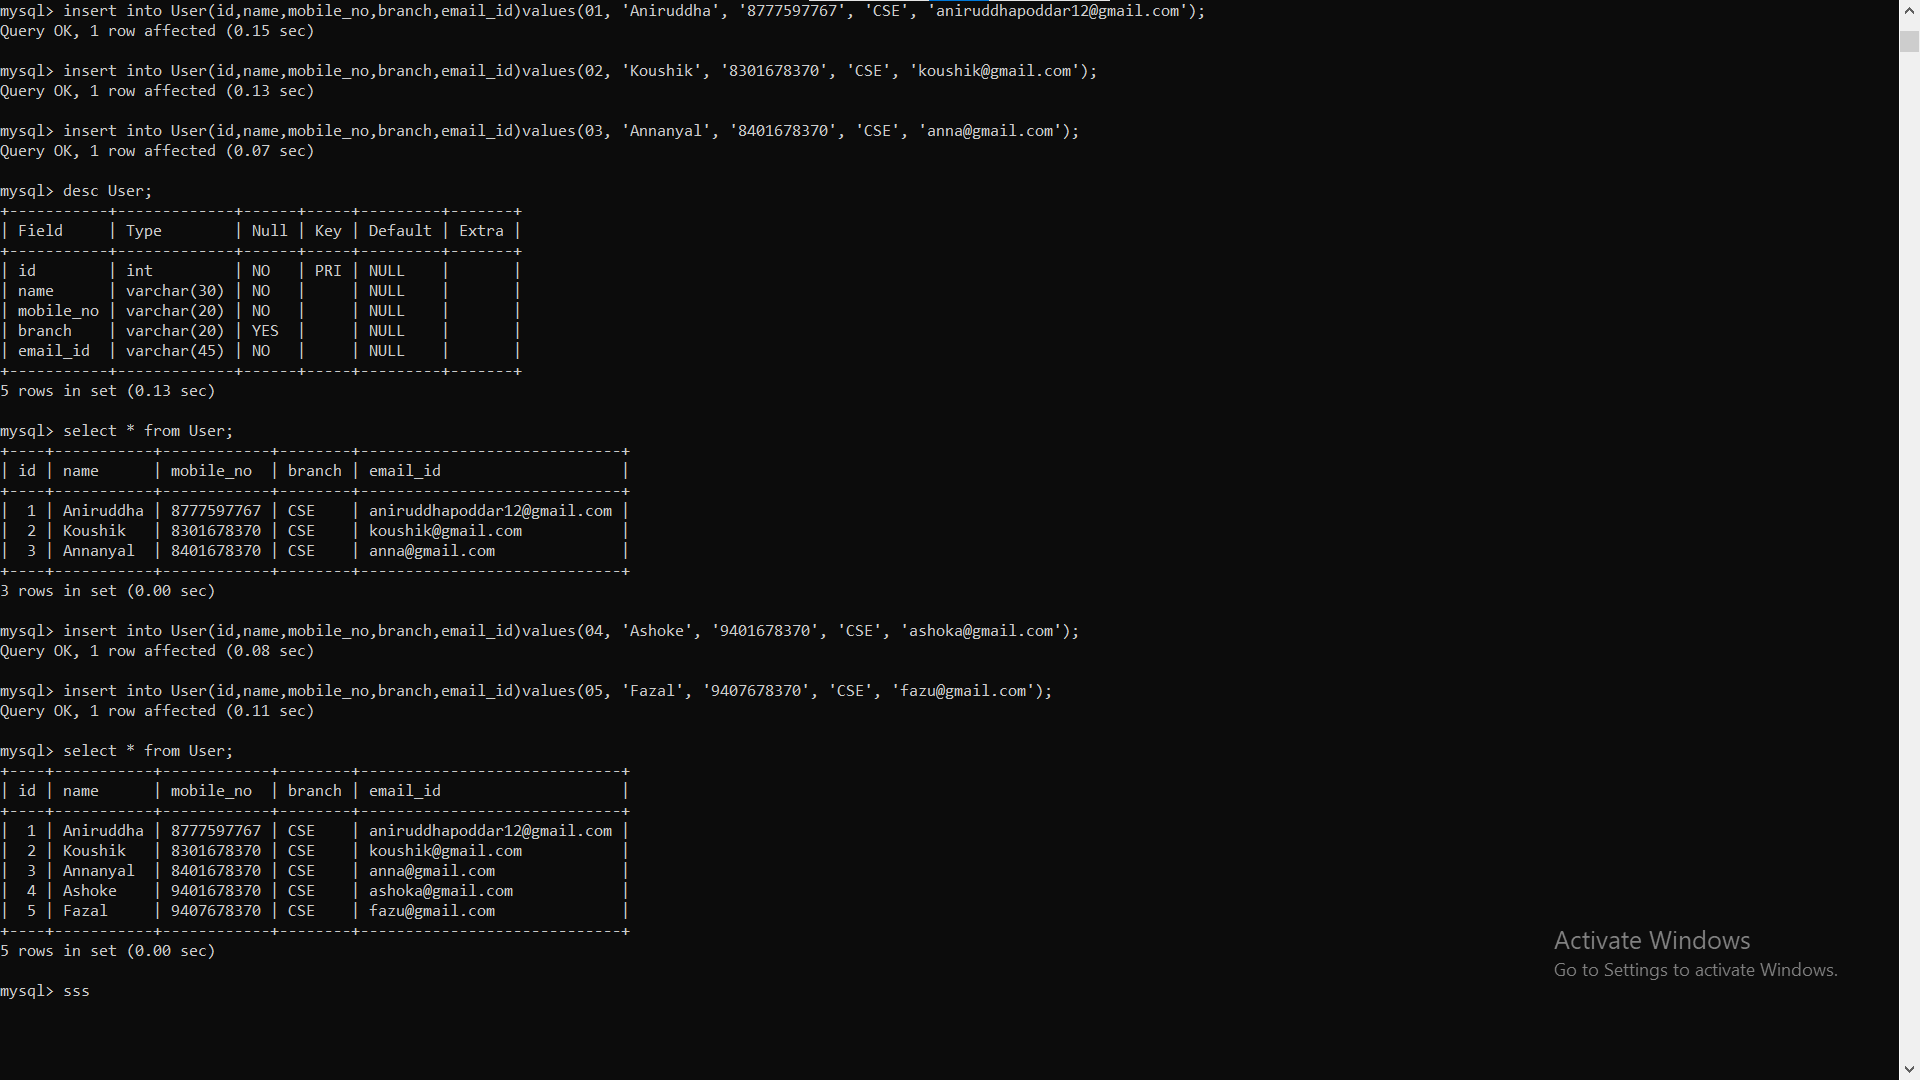 mysql> insert into User(id,name,mobile_no,branch,email_id)values(01, 'Aniruddha', '8777597767', 'CSE', 'aniruddhapoddar12@gmail.com');
Query OK, 1 row affected (0.15 sec)

mysql> insert into User(id,name,mobile_no,branch,email_id)values(02, 'Koushik', '8301678370', 'CSE', 'koushik@gmail.com');
Query OK, 1 row affected (0.13 sec)

mysql> insert into User(id,name,mobile_no,branch,email_id)values(03, 'Annanyal', '8401678370', 'CSE', 'anna@gmail.com');
Query OK, 1 row affected (0.07 sec)

mysql> desc User;
+-----------+-------------+------+-----+---------+-------+
| Field     | Type        | Null | Key | Default | Extra |
+-----------+-------------+------+-----+---------+-------+
| id        | int         | NO   | PRI | NULL    |       |
| name      | varchar(30) | NO   |     | NULL    |       |
| mobile_no | varchar(20) | NO   |     | NULL    |       |
| branch    | varchar(20) | YES  |     | NULL    |       |
| email_id  | varchar(45) | NO   |     | NULL    |       |
+-----------+-------------+------+-----+---------+-------+
5 rows in set (0.13 sec)

mysql> select * from User;
+----+-----------+------------+--------+-----------------------------+
| id | name      | mobile_no  | branch | email_id                    |
+----+-----------+------------+--------+-----------------------------+
|  1 | Aniruddha | 8777597767 | CSE    | aniruddhapoddar12@gmail.com |
|  2 | Koushik   | 8301678370 | CSE    | koushik@gmail.com           |
|  3 | Annanyal  | 8401678370 | CSE    | anna@gmail.com              |
+----+-----------+------------+--------+-----------------------------+
3 rows in set (0.00 sec)

mysql> insert into User(id,name,mobile_no,branch,email_id)values(04, 'Ashoke', '9401678370', 'CSE', 'ashoka@gmail.com');
Query OK, 1 row affected (0.08 sec)

mysql> insert into User(id,name,mobile_no,branch,email_id)values(05, 'Fazal', '9407678370', 'CSE', 'fazu@gmail.com');
Query OK, 1 row affected (0.11 sec)

mysql> select * from User;
+----+-----------+------------+--------+-----------------------------+
| id | name      | mobile_no  | branch | email_id                    |
+----+-----------+------------+--------+-----------------------------+
|  1 | Aniruddha | 8777597767 | CSE    | aniruddhapoddar12@gmail.com |
|  2 | Koushik   | 8301678370 | CSE    | koushik@gmail.com           |
|  3 | Annanyal  | 8401678370 | CSE    | anna@gmail.com              |
|  4 | Ashoke    | 9401678370 | CSE    | ashoka@gmail.com            |
|  5 | Fazal     | 9407678370 | CSE    | fazu@gmail.com              |
+----+-----------+------------+--------+-----------------------------+
5 rows in set (0.00 sec)

mysql> sss
Activate Windows
Go to Settings to activate Windows.